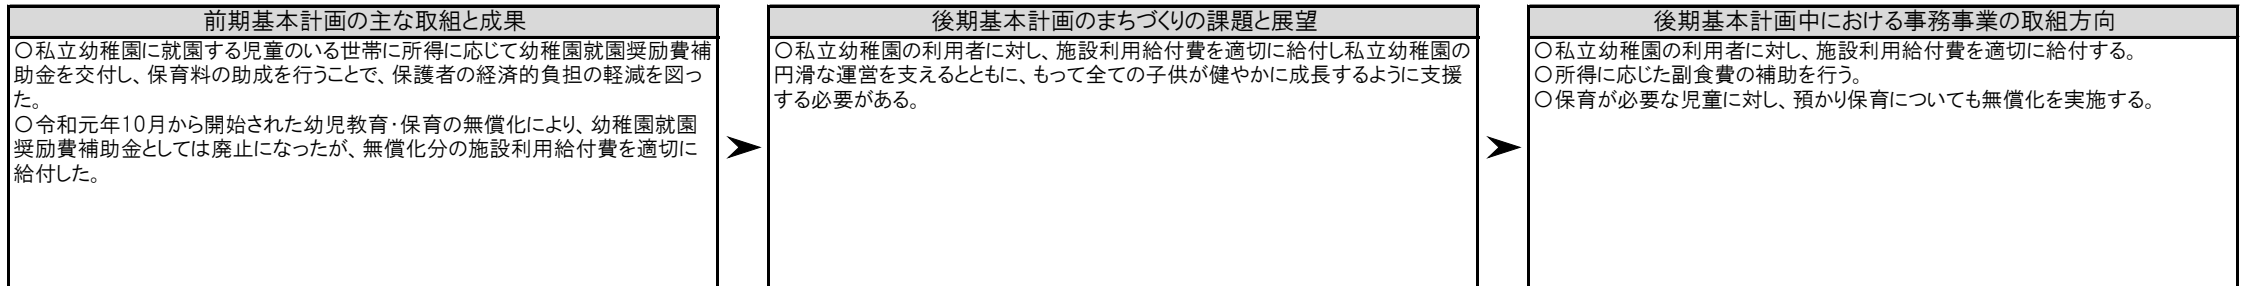 前期基本計画の主な取組と成果
〇私立幼稚園に就園する児童のいる世帯に所得に応じて幼稚園就園奨励費補
助金を交付し、保育料の助成を行うことで、保護者の経済的負担の軽減を図っ
た。
〇令和元年10月から開始された幼児教育・保育の無償化により、幼稚園就園
奨励費補助金としては廃止になったが、無償化分の施設利用給付費を適切に
給付した。
後期基本計画のまちづくりの課題と展望
〇私立幼稚園の利用者に対し、施設利用給付費を適切に給付し私立幼稚園の
円滑な運営を支えるとともに、もって全ての子供が健やかに成長するように支援
する必要がある。
後期基本計画中における事務事業の取組方向
〇私立幼稚園の利用者に対し、施設利用給付費を適切に給付する。
〇所得に応じた副食費の補助を行う。
〇保育が必要な児童に対し、預かり保育についても無償化を実施する。